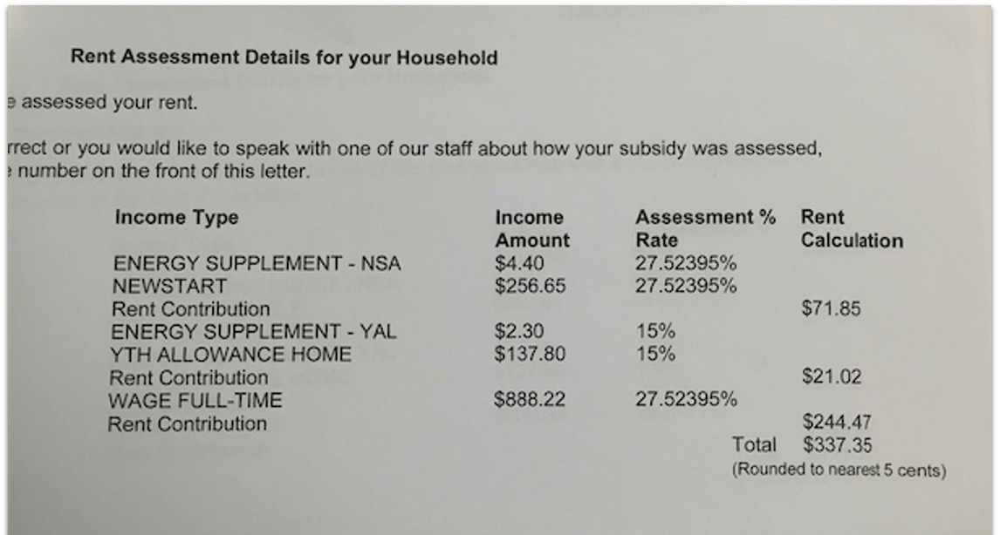 Rent Assessment Details for your Household
e assessed your rent.
rrect or you would like to speak with one of our staff about how your subsidy was assessed,
e number on the front of this letter.
Income Type Income Amount Assessment % Rate Rent Calculation
ENERGY SUPPLEMENT - NSA $4.40 27.52395%
NEWSTART $256.65 27.52395%
Rent Contribution $71.85
ENERGY SUPPLEMENT - YAL $2.30 15%
YTH ALLOWANCE HOME $137.80 15%
Rent Contribution $21.02
WAGE FULL-TIME $888.22 27.52395%
Rent Contribution $244.47
Total $337.35
(Rounded to nearest 5 cents)